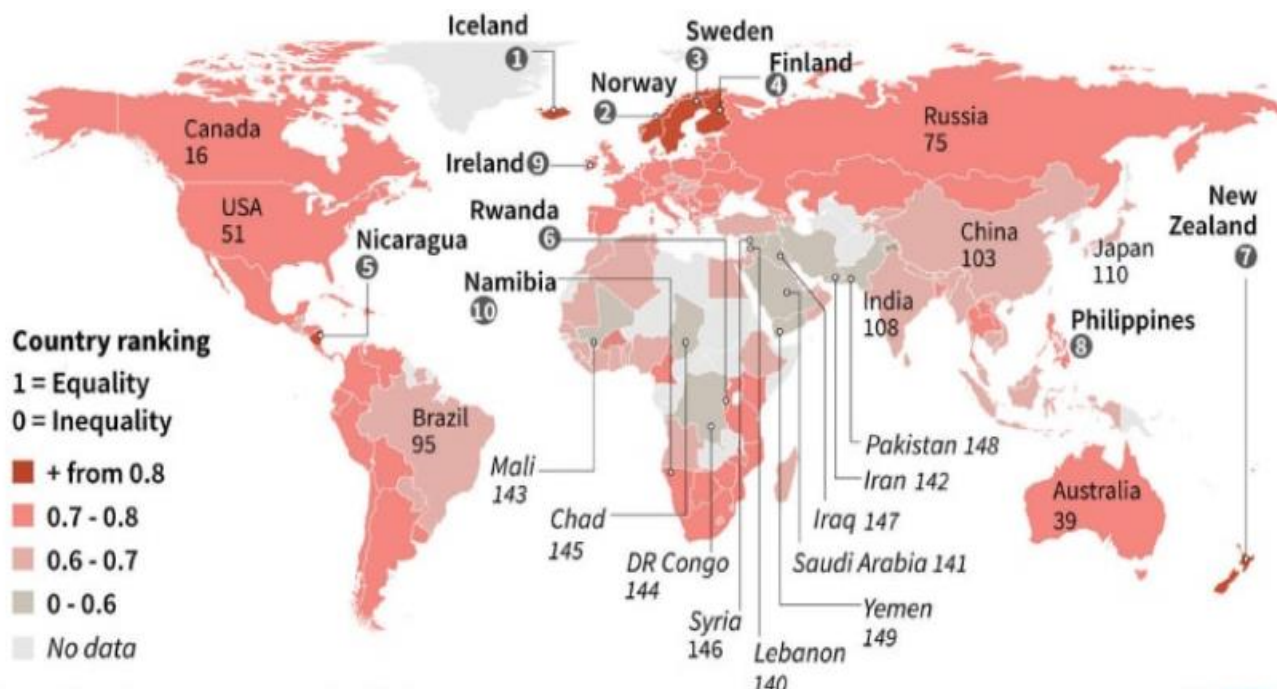 Iceland
1
Sweden
3
Finland
4
Norway
2
Canada
16
Russia
75
Ireland 9
New
Zealand
7
USA
51
Rwanda
6
Nicaragua
5
China
103
Japan
110
Namibia
10
India
108
Philippines
8
Country ranking
1 = Equality
0 = Inequality
+ from 0.8
0.7 - 0.8
0.6 - 0.7
0 - 0.6
No data
Brazil
95
Mali
143
Chad
145
DR Congo
144
Syria
146
Lebanon
140
Pakistan 148
Iran 142
Iraq 147
Saudi Arabia 141
Yemen
149
Australia
39